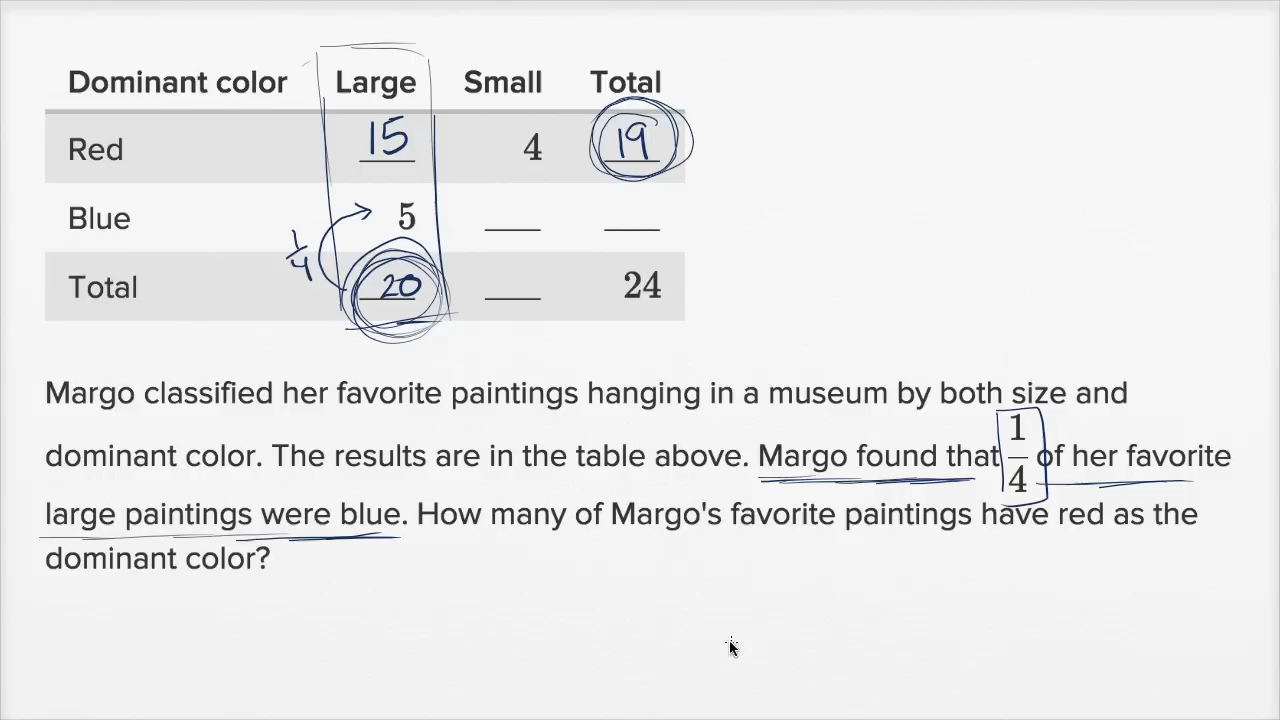 Dominant color Large Small Total
Red 15 4 19
Blue 5
1/4
Total 20 24
Margo classified her favorite paintings hanging in a museum by both size and
dominant color. The results are in the table above. Margo found that 1/4 of her favorite
large paintings were blue. How many of Margo's favorite paintings have red as the
dominant color?